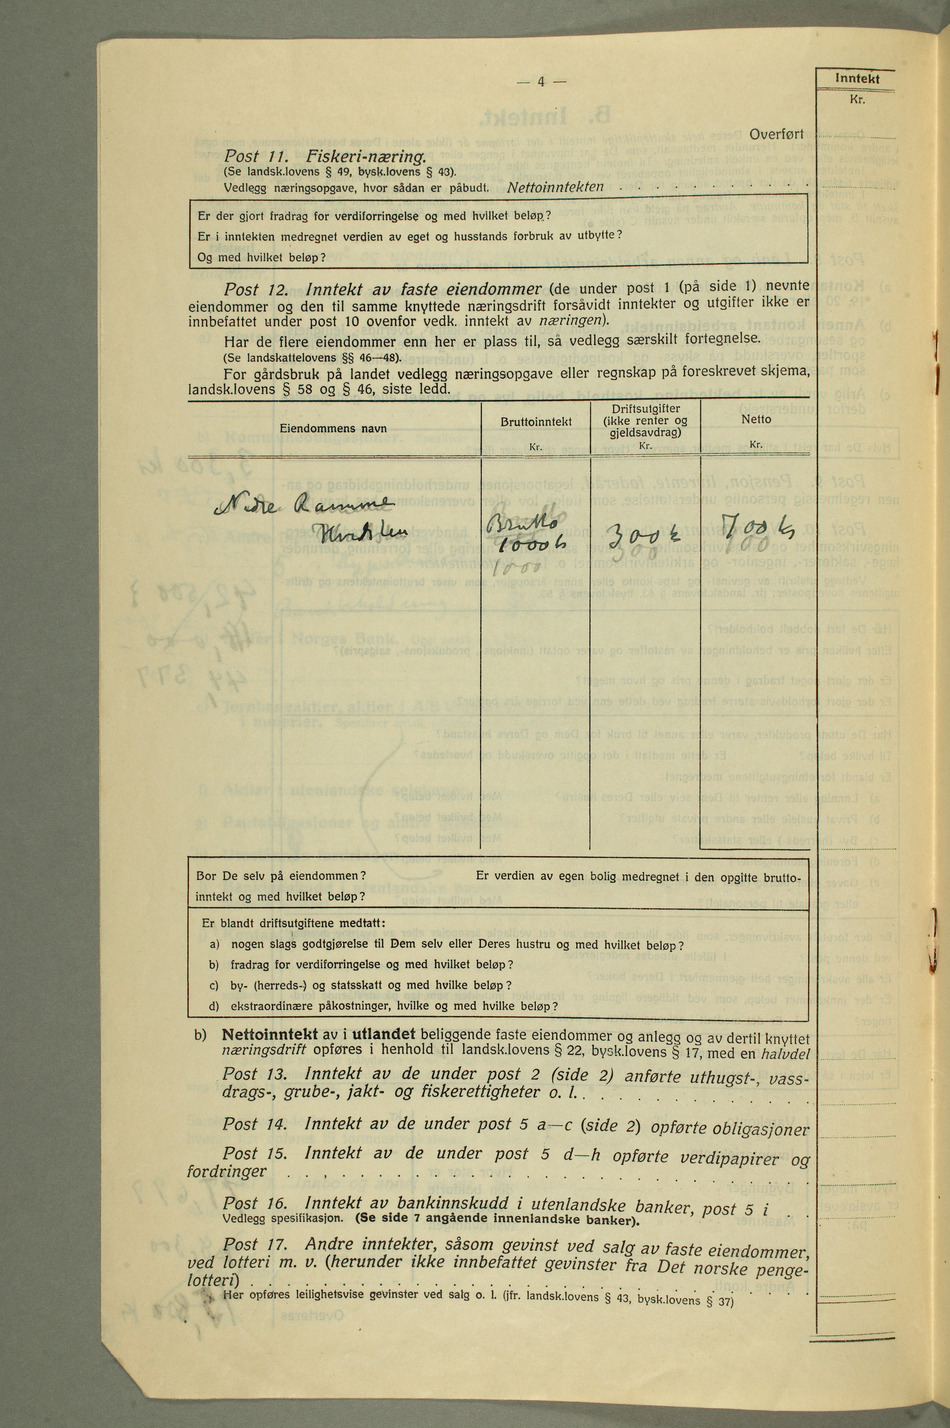 — 4 —
Inntekt
Kr.
Overført
Post 11. Fiskeri-næring.
(Se landsk.lovens § 49, bysk.lovens § 43).
Vedlegg næringsopgave, hvor sådan er påbudt. Nettoinntekten . . . . . . . . . .
Er der gjort fradrag for verdiforringelse og med hvilket beløp?
Er i inntekten medregnet verdien av eget og husstands forbruk av utbytte?
Og med hvilket beløp?
Post 12. Inntekt av faste eiendommer (de under post 1 (på side 1) nevnte
eiendommer og den til samme knyttede næringsdrift forsåvidt inntekter og utgifter ikke er
innbefattet under post 10 ovenfor vedk. inntekt av næringen).
Har de flere eiendommer enn her er plass til, så vedlegg særskilt fortegnelse.
(Se landskattelovens §§ 46—48).
For gårdsbruk på landet vedlegg næringsopgave eller regnskap på foreskrevet skjema,
landsk.lovens § 58 og § 46, siste ledd.
Eiendommens navn
Bruttoinntekt
Kr.
Driftsutgifter
(ikke renter og
gjeldsavdrag)
Kr.
Netto
Kr.
Nedre Ramme
Hvidsten
Brutto
1000 kr
300 kr
700 kr
1000
300
700
Bor De selv på eiendommen? Er verdien av egen bolig medregnet i den opgitte brutto-
inntekt og med hvilket beløp?
Er blandt driftsutgiftene medtatt:
a) nogen slags godtgjørelse til Dem selv eller Deres hustru og med hvilket beløp?
b) fradrag for verdiforringelse og med hvilket beløp?
c) by- (herreds-) og statsskatt og med hvilke beløp?
d) ekstraordinære påkostninger, hvilke og med hvilke beløp?
b) Nettoinntekt av i utlandet beliggende faste eiendommer og anlegg og av dertil knyttet
næringsdrift opføres i henhold til landsk.lovens § 22, bysk.lovens § 17, med en halvdel
Post 13. Inntekt av de under post 2 (side 2) anførte uthugst-, vass-
drags-, grube-, jakt- og fiskerettigheter o. l. . . . . . . . . . . .
Post 14. Inntekt av de under post 5 a—c (side 2) opførte obligasjoner
Post 15. Inntekt av de under post 5 d—h opførte verdipapirer og
fordringer . . . . . . . . . . . . . . . . . . . . .
Post 16. Inntekt av bankinnskudd i utenlandske banker, post 5 i . .
Vedlegg spesifikasjon. (Se side 7 angående innenlandske banker).
Post 17. Andre inntekter, såsom gevinst ved salg av faste eiendommer,
ved lotteri m. v. (herunder ikke innbefattet gevinster fra Det norske penge-
lotteri) . . . . . . . . . . . . . . . . . . . . .
Her opføres leilighetsvise gevinster ved salg o. l. (jfr. landsk.lovens § 43, bysk.lovens § 37)